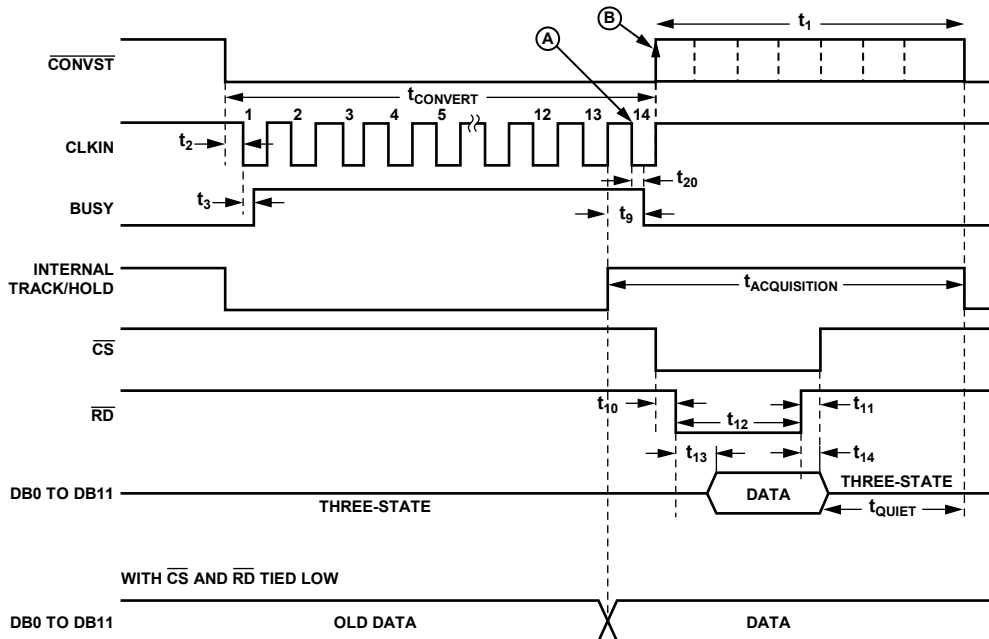 B
t1
A
CONVST
tCONVERT
1 2 3 4 5 12 13 14
CLKIN
t2
t20
t3
BUSY
t9
INTERNAL
TRACK/HOLD
tACQUISITION
CS
RD
t10
t12
t11
t13
t14
DB0 TO DB11
THREE-STATE
DATA
THREE-STATE
tQUIET
WITH CS AND RD TIED LOW
DB0 TO DB11
OLD DATA
DATA